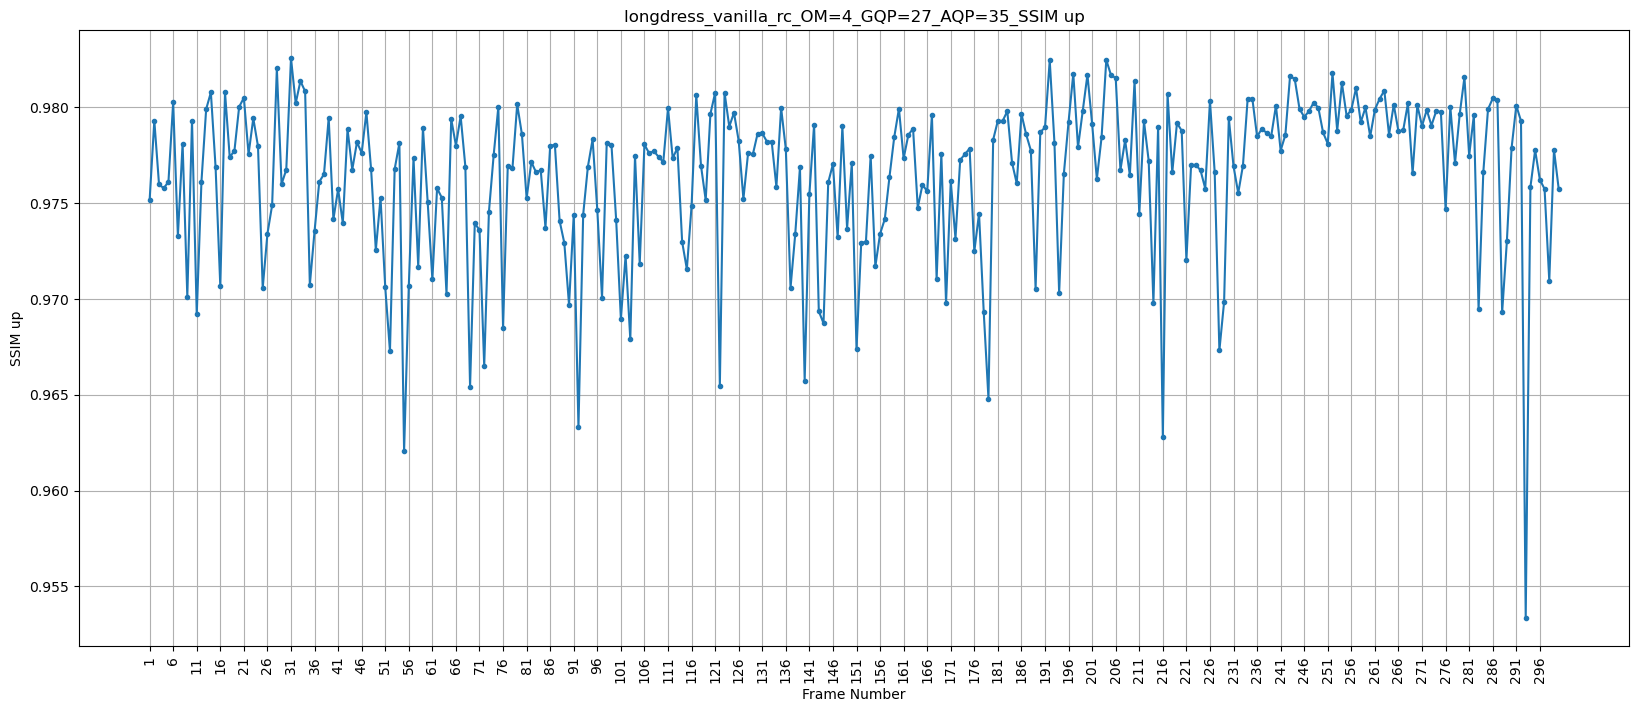 longdress_vanilla_rc_OM=4_GQP=27_AQP=35_SSIM up
SSIM up
0.980
0.975
0.970
0.965
0.960
0.955
1 6 11 16 21 26 31 36 41 46 51 56 61 66 71 76 81 86 91 96 101 106 111 116 121 126 131 136 141 146 151 156 161 166 171 176 181 186 191 196 201 206 211 216 221 226 231 236 241 246 251 256 261 266 271 276 281 286 291 296
Frame Number